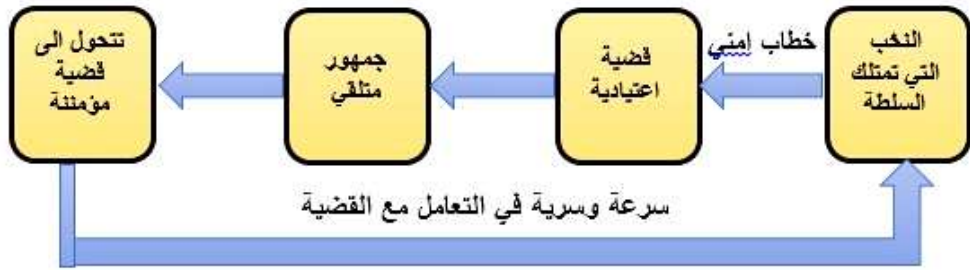 النخب
التي تمتلك
السلطة
خطاب امني
قضية
اعتيادية
جمهور
متلقي
تتحول الى
قضية
مؤمننة
سرعة وسرية في التعامل مع القضية